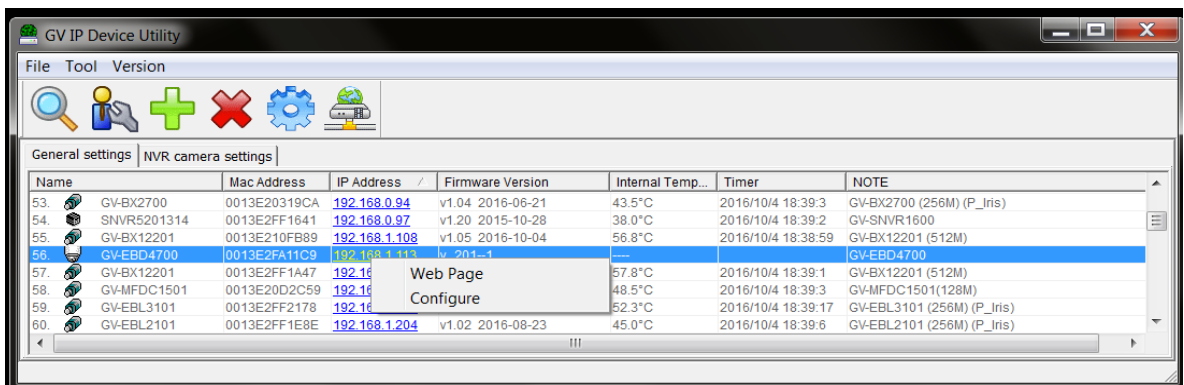 GV IP Device Utility
File Tool Version
General settings NVR camera settings
Name Mac Address IP Address Firmware Version Internal Temp... Timer NOTE
53. GV-BX2700 0013E20319CA 192.168.0.94 v1.04 2016-06-21 43.5°C 2016/10/4 18:39:3 GV-BX2700 (256M) (P_Iris)
54. SNVR5201314 0013E2FF1641 192.168.0.97 v1.20 2015-10-28 38.0°C 2016/10/4 18:39:2 GV-SNVR1600
55. GV-BX12201 0013E210FB89 192.168.1.108 v1.05 2016-10-04 56.8°C 2016/10/4 18:38:59 GV-BX12201 (512M)
56. GV-EBD4700 0013E2FA11C9 192.168.1.113 v. 201--1 ---- GV-EBD4700
57. GV-BX12201 0013E2FF1A47 192.16 57.8°C 2016/10/4 18:39:1 GV-BX12201 (512M)
Web Page
58. GV-MFDC1501 0013E20D2C59 192.16 48.5°C 2016/10/4 18:39:3 GV-MFDC1501(128M)
Configure
59. GV-EBL3101 0013E2FF2178 192.16 52.3°C 2016/10/4 18:39:17 GV-EBL3101 (256M) (P_Iris)
60. GV-EBL2101 0013E2FF1E8E 192.168.1.204 v1.02 2016-08-23 45.0°C 2016/10/4 18:39:6 GV-EBL2101 (256M) (P_Iris)